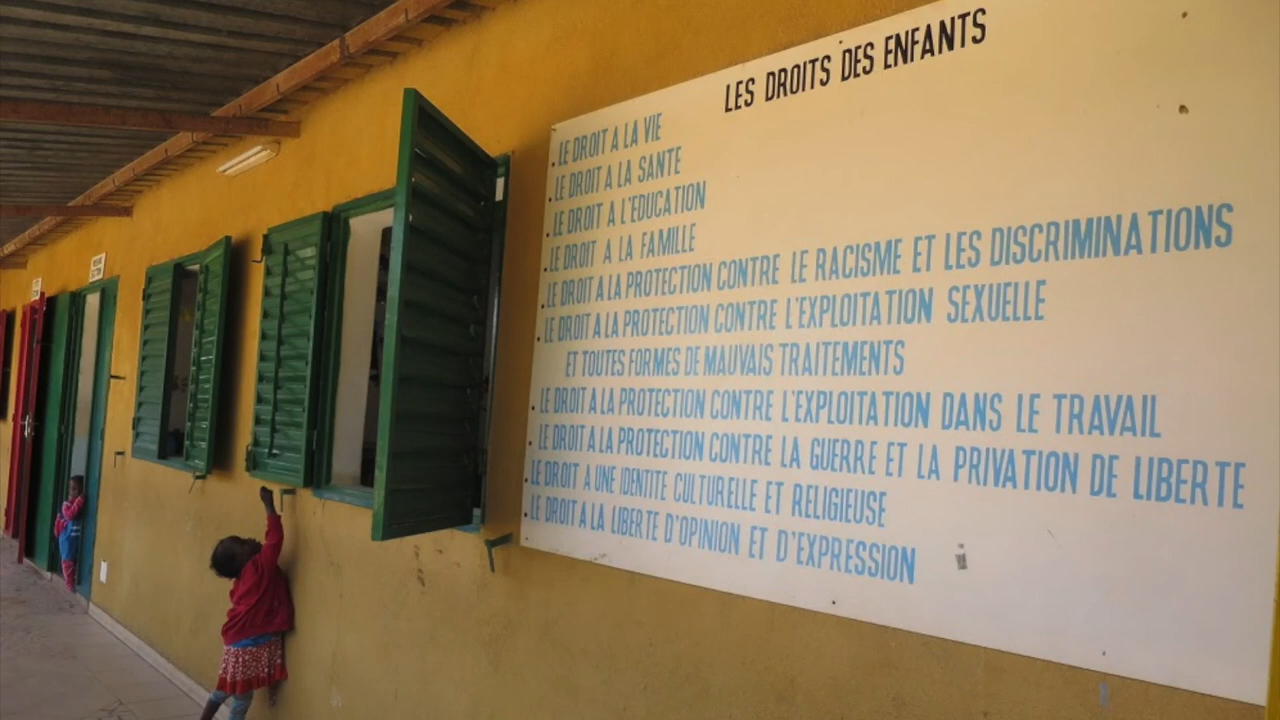 LES DROITS DES ENFANTS
. LE DROIT A LA VIE
. LE DROIT A LA SANTE
. LE DROIT A L'EDUCATION
. LE DROIT A LA FAMILLE
. LE DROIT A LA PROTECTION CONTRE LE RACISME ET LES DISCRIMINATIONS
. LE DROIT A LA PROTECTION CONTRE L'EXPLOITATION SEXUELLE
ET TOUTES FORMES DE MAUVAIS TRAITEMENTS
. LE DROIT A LA PROTECTION CONTRE L'EXPLOITATION DANS LE TRAVAIL
. LE DROIT A LA PROTECTION CONTRE LA GUERRE ET LA PRIVATION DE LIBERTE
. LE DROIT A UNE IDENTITE CULTURELLE ET RELIGIEUSE
. LE DROIT A LA LIBERTE D'OPINION ET D'EXPRESSION